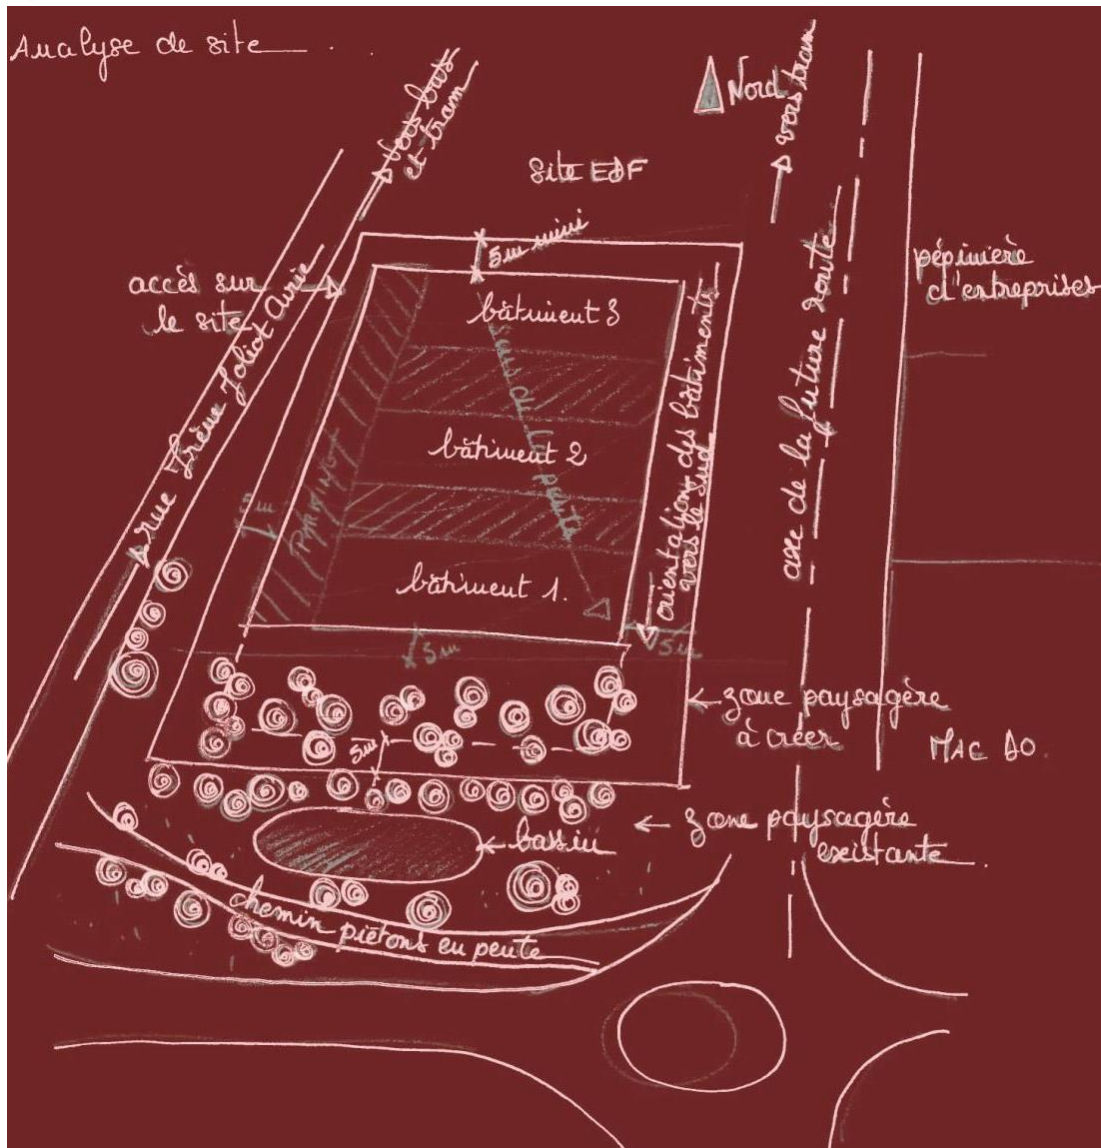 Analyse de site
Nord
vers bus
et tram
vers tram
site EDF
5m mini
accès sur
le site
pépinière
d'entreprises
bâtiment 3
sens de la pente
rue Irène Joliot Curie
axe de la future route
orientation des bâtiments
vers le sud
bâtiment 2
bâtiment 1.
5m
5m
zone paysagère
à créer
MAC DO.
5m
zone paysagère
existante.
bassin
chemin piétons en pente